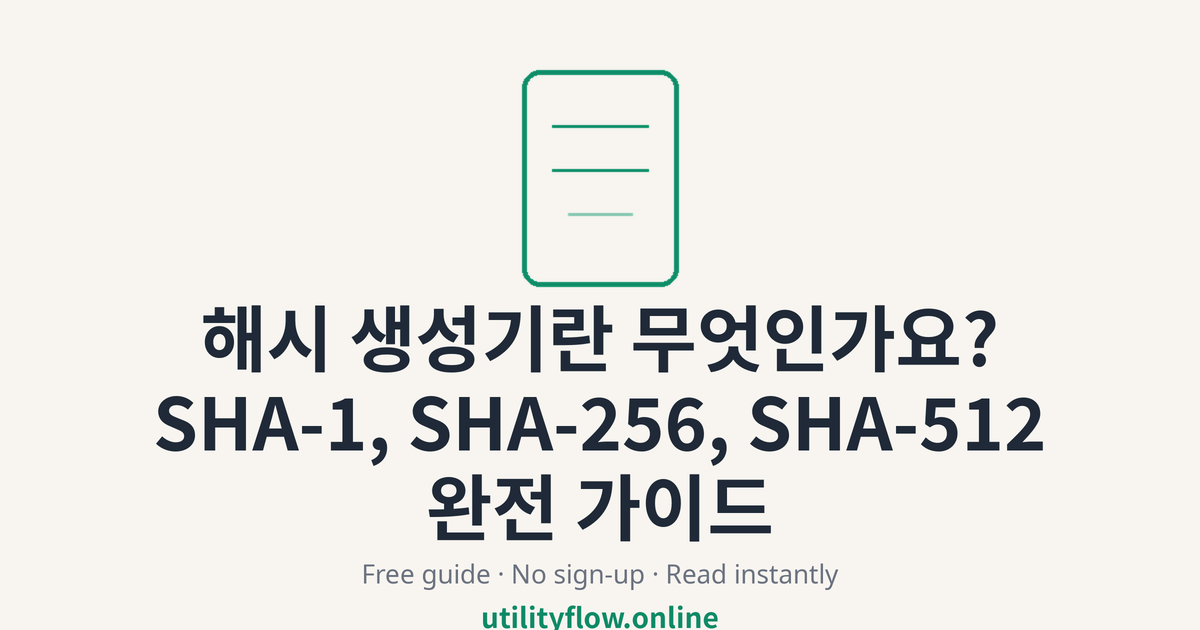 해시 생성기란 무엇인가요?
SHA-1, SHA-256, SHA-512
완전 가이드
Free guide · No sign-up · Read instantly
utilityflow.online